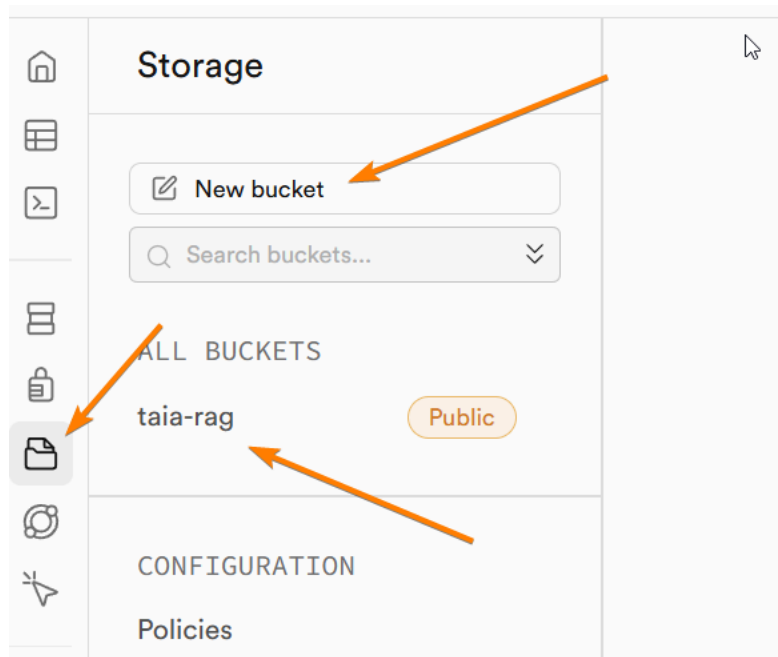 Storage
New bucket
Search buckets...
ALL BUCKETS
taia-rag Public
CONFIGURATION
Policies